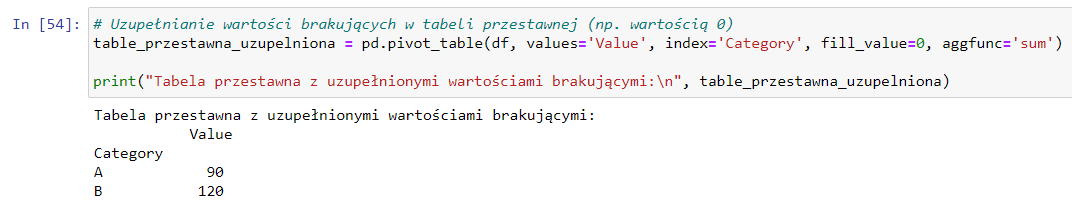 In [54]: # Uzupełnianie wartości brakujących w tabeli przestawnej (np. wartością 0)
table_przestawna_uzupelniona = pd.pivot_table(df, values='Value', index='Category', fill_value=0, aggfunc='sum')
print("Tabela przestawna z uzupełnionymi wartościami brakującymi:\n", table_przestawna_uzupelniona)
Tabela przestawna z uzupełnionymi wartościami brakującymi:
Value
Category
A 90
B 120